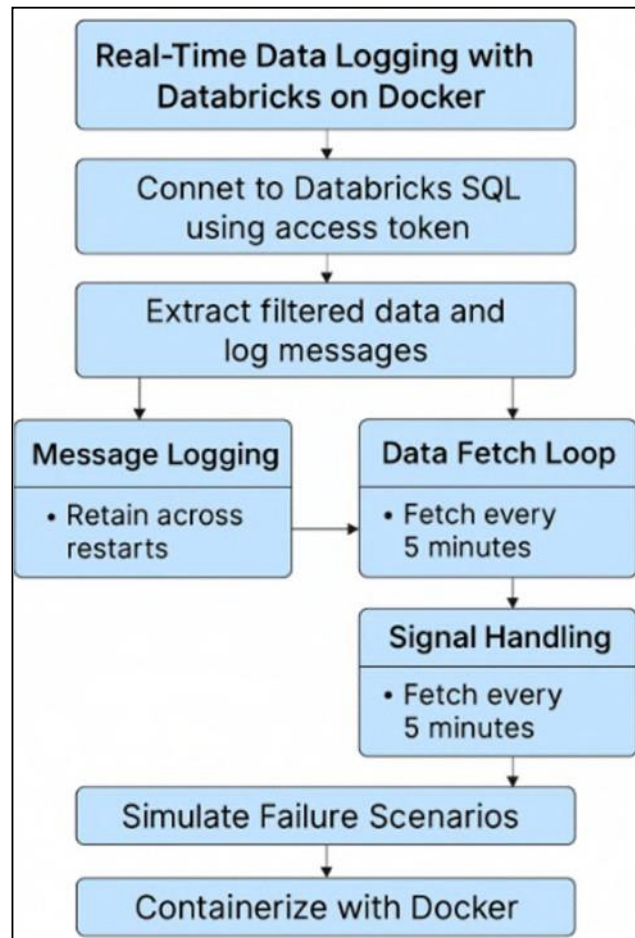 Real-Time Data Logging with
Databricks on Docker
Connet to Databricks SQL
using access token
Extract filtered data and
log messages
Message Logging
• Retain across
restarts
Data Fetch Loop
• Fetch every
5 minutes
Signal Handling
• Fetch every
5 minutes
Simulate Failure Scenarios
Containerize with Docker